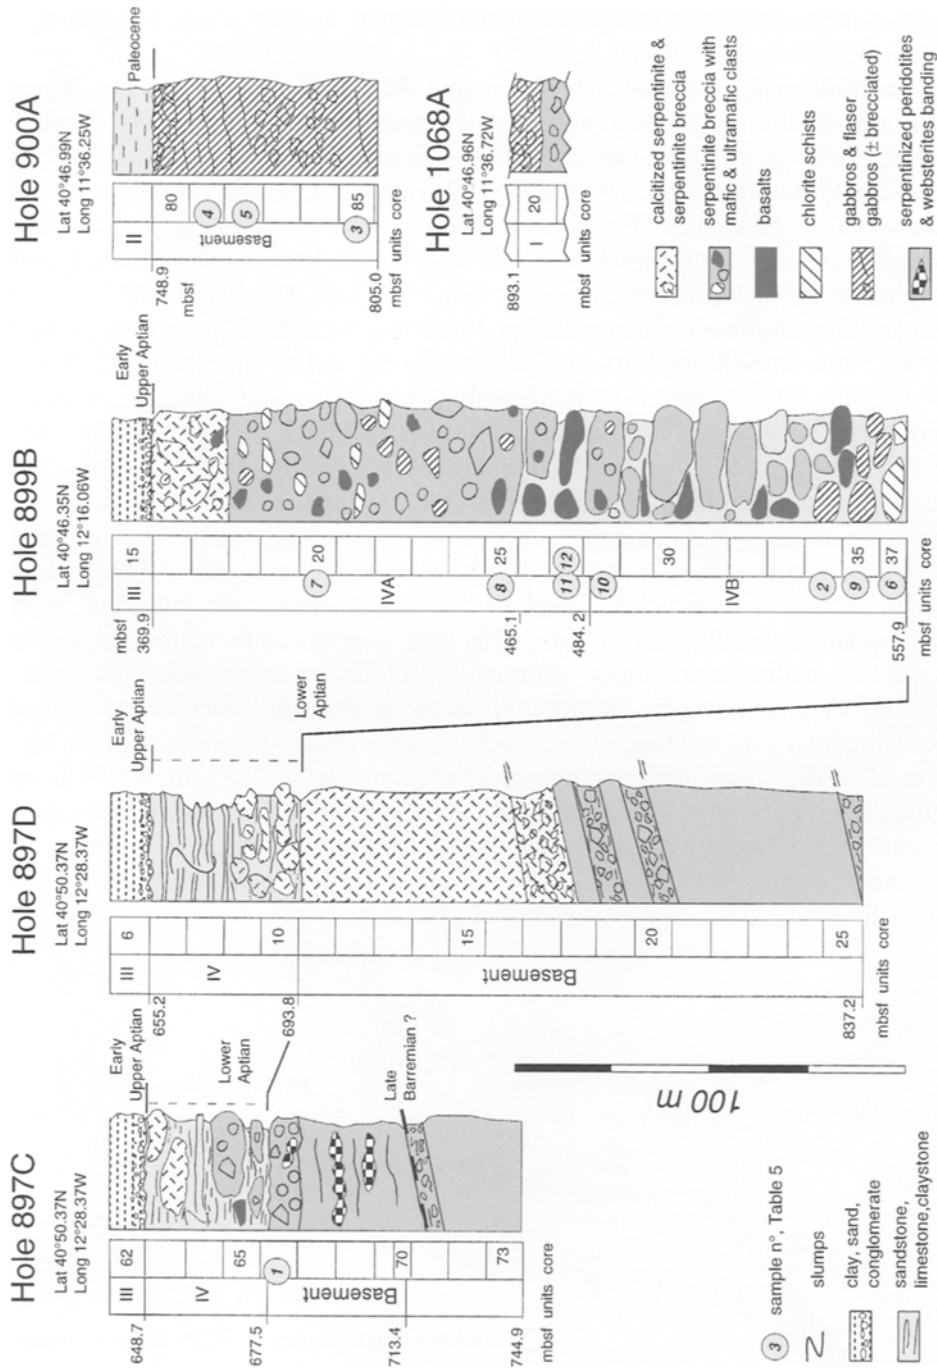 Hole 897C
Lat 40°50.37N
Long 12°28.37W
Early
Upper Aptian
Lower
Aptian
Late
Barremian ?
III
IV
Basement
62
65
70
73
1
648.7
677.5
713.4
744.9
mbsf units core
Hole 897D
Lat 40°50.37N
Long 12°28.37W
Early
Upper Aptian
Lower
Aptian
III
IV
Basement
6
10
15
20
25
655.2
693.8
837.2
mbsf units core
100 m
Hole 899B
Lat 40°46.35N
Long 12°16.06W
Early
Upper Aptian
mbsf
III
IVA
IVB
15
20
25
30
35
37
7
8
11
12
10
2
9
6
369.9
465.1
484.2
557.9
mbsf units core
Hole 900A
Lat 40°46.99N
Long 11°36.25W
Paleocene
II
Basement
80
85
4
5
3
748.9
mbsf
805.0
mbsf units core
Hole 1068A
Lat 40°46.96N
Long 11°36.72W
I
20
893.1
mbsf units core
3 sample n°, Table 5
slumps
clay, sand,
conglomerate
sandstone,
limestone,claystone
calcitized serpentinite &
serpentinite breccia
serpentinite breccia with
mafic & ultramafic clasts
basalts
chlorite schists
gabbros & flaser
gabbros (± brecciated)
serpentinized peridotites
& websterites banding